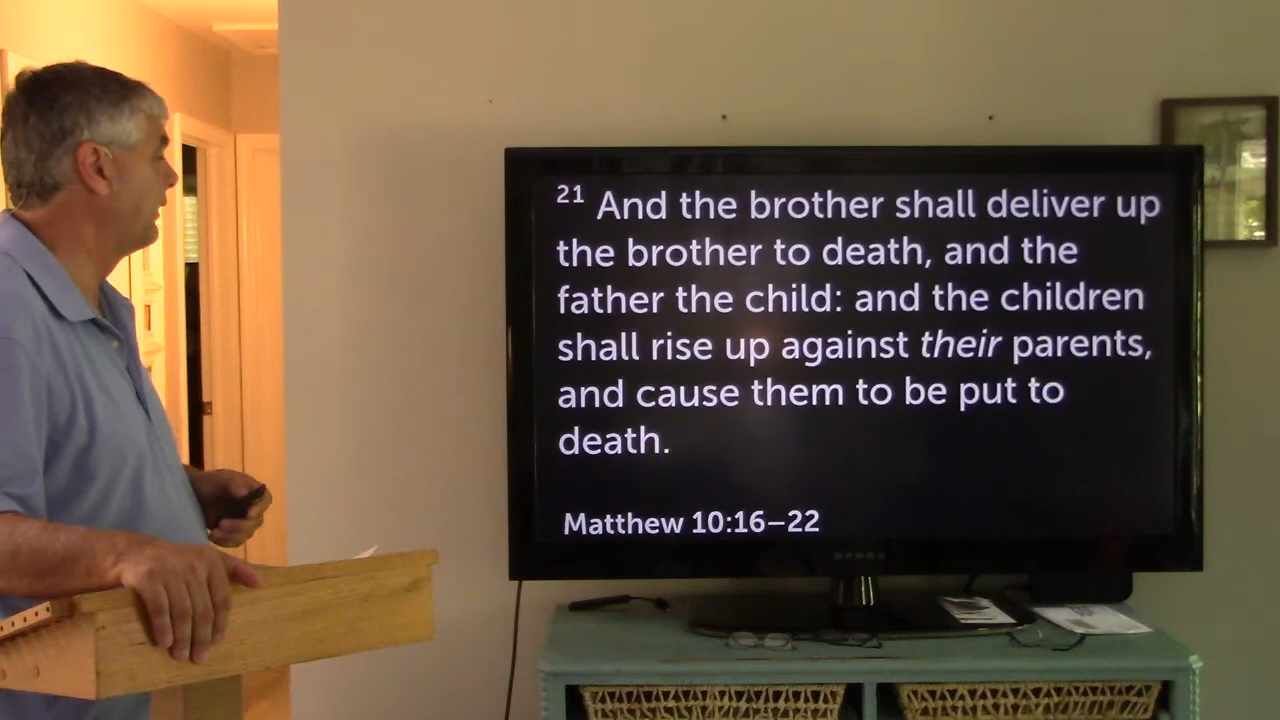 21 And the brother shall deliver up
the brother to death, and the
father the child: and the children
shall rise up against their parents,
and cause them to be put to
death.
Matthew 10:16–22